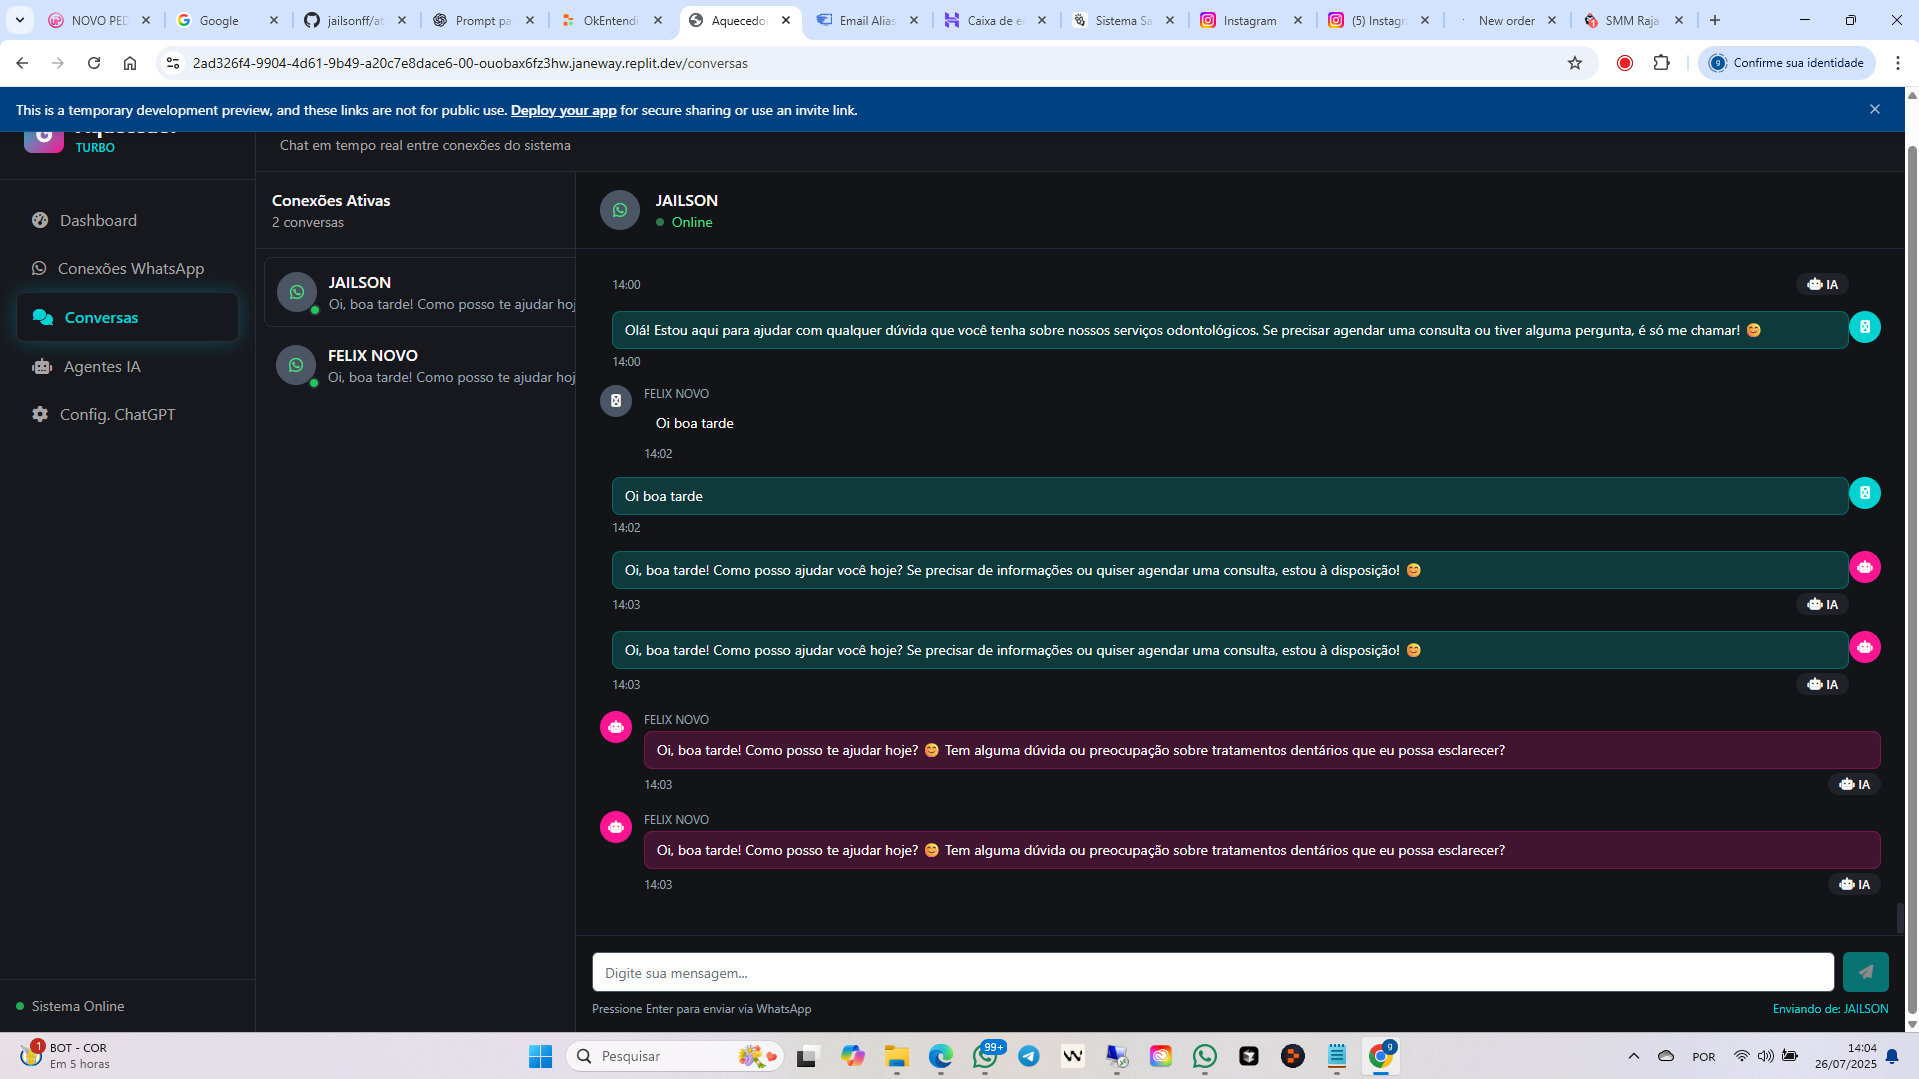 NOVO PED
Google
jailsonff/at
Prompt pa
OkEntendi
Aquecedor
Email Alias
Caixa de e
Sistema Sa
Instagram
(5) Instagr
New order
SMM Raja
2ad326f4-9904-4d61-9b49-a20c7e8dace6-00-ouobax6fz3hw.janeway.replit.dev/conversas
Confirme sua identidade
This is a temporary development preview, and these links are not for public use. Deploy your app for secure sharing or use an invite link.
TURBO
Chat em tempo real entre conexões do sistema
Dashboard
Conexões WhatsApp
Conversas
Agentes IA
Config. ChatGPT
Sistema Online
Conexões Ativas
2 conversas
JAILSON
Oi, boa tarde! Como posso te ajudar hoj
FELIX NOVO
Oi, boa tarde! Como posso te ajudar hoj
JAILSON
Online
14:00
IA
Olá! Estou aqui para ajudar com qualquer dúvida que você tenha sobre nossos serviços odontológicos. Se precisar agendar uma consulta ou tiver alguma pergunta, é só me chamar! 😊
14:00
FELIX NOVO
Oi boa tarde
14:02
Oi boa tarde
14:02
Oi, boa tarde! Como posso ajudar você hoje? Se precisar de informações ou quiser agendar uma consulta, estou à disposição! 😊
14:03
IA
Oi, boa tarde! Como posso ajudar você hoje? Se precisar de informações ou quiser agendar uma consulta, estou à disposição! 😊
14:03
IA
FELIX NOVO
Oi, boa tarde! Como posso te ajudar hoje? 😊 Tem alguma dúvida ou preocupação sobre tratamentos dentários que eu possa esclarecer?
14:03
IA
FELIX NOVO
Oi, boa tarde! Como posso te ajudar hoje? 😊 Tem alguma dúvida ou preocupação sobre tratamentos dentários que eu possa esclarecer?
14:03
IA
Digite sua mensagem...
Pressione Enter para enviar via WhatsApp
Enviando de: JAILSON
1
BOT - COR
Em 5 horas
Pesquisar
99+
9
POR
14:04
26/07/2025